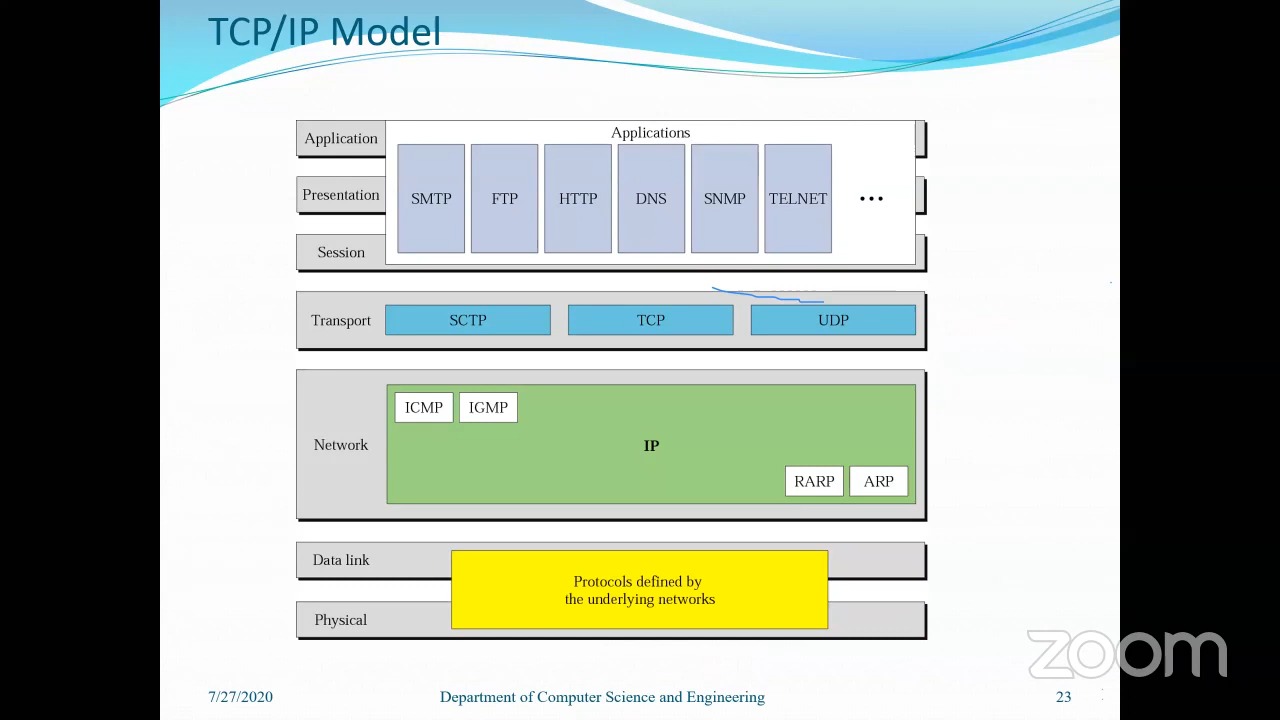 TCP/IP Model
Application
Applications
Presentation
SMTP
FTP
HTTP
DNS
SNMP
TELNET
...
Session
Transport
SCTP
TCP
UDP
Network
ICMP
IGMP
IP
RARP
ARP
Data link
Protocols defined by
the underlying networks
Physical
zoom
7/27/2020
Department of Computer Science and Engineering
23